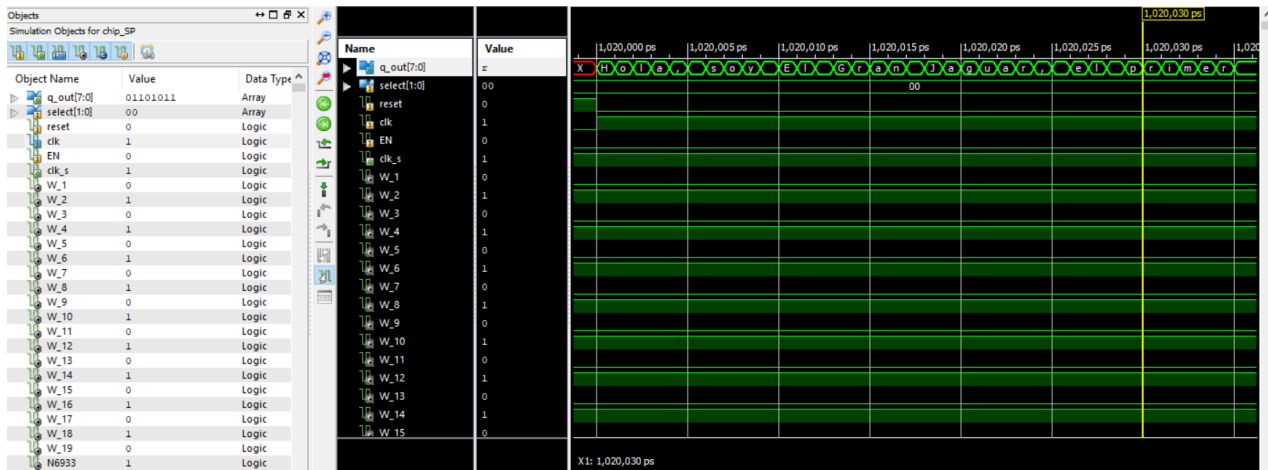 Objects
Simulation Objects for chip_SP
Object Name Value Data Type
q_out[7:0] 01101011 Array
select[1:0] 00 Array
reset 0 Logic
clk 1 Logic
EN 0 Logic
clk_s 1 Logic
W_1 0 Logic
W_2 1 Logic
W_3 0 Logic
W_4 1 Logic
W_5 0 Logic
W_6 1 Logic
W_7 0 Logic
W_8 1 Logic
W_9 0 Logic
W_10 1 Logic
W_11 0 Logic
W_12 1 Logic
W_13 0 Logic
W_14 1 Logic
W_15 0 Logic
W_16 1 Logic
W_17 0 Logic
W_18 1 Logic
W_19 0 Logic
N6933 1 Logic
Name Value
q_out[7:0] r
select[1:0] 00
reset 0
clk 1
EN 0
clk_s 1
W_1 0
W_2 1
W_3 0
W_4 1
W_5 0
W_6 1
W_7 0
W_8 1
W_9 0
W_10 1
W_11 0
W_12 1
W_13 0
W_14 1
W_15 0
1,020,030 ps
1,020,000 ps 1,020,005 ps 1,020,010 ps 1,020,015 ps 1,020,020 ps 1,020,025 ps 1,020,030 ps 1,020
X H o l a , s o y E l G r a n J a g u a r , e l p r i m e r
00
X1: 1,020,030 ps